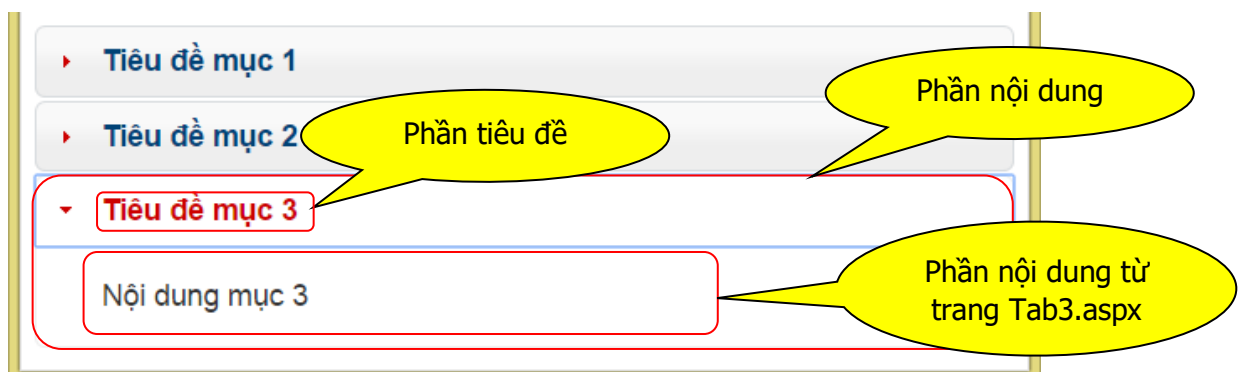 Tiêu đề mục 1
Phần nội dung
Tiêu đề mục 2
Phần tiêu đề
Tiêu đề mục 3
Nội dung mục 3
Phần nội dung từ
trang Tab3.aspx